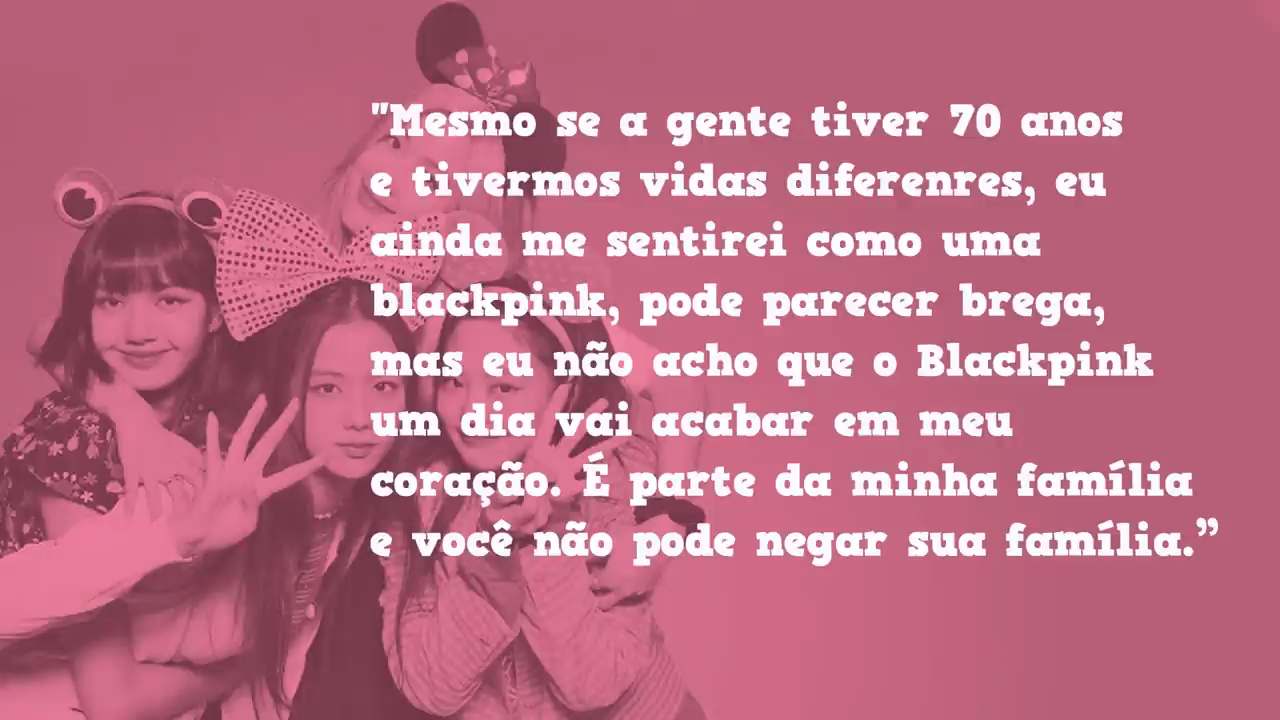 "Mesmo se a gente tiver 70 anos
e tivermos vidas diferenres, eu
ainda me sentirei como uma
blackpink, pode parecer brega,
mas eu não acho que o Blackpink
um dia vai acabar em meu
coração. É parte da minha família
e você não pode negar sua família.”